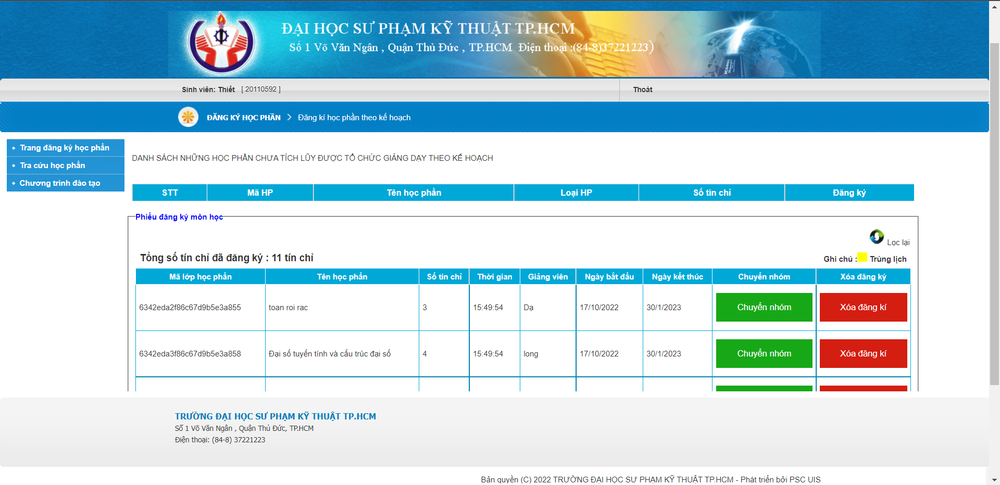 ĐẠI HỌC SƯ PHẠM KỸ THUẬT TP.HCM
Số 1 Võ Văn Ngân , Quận Thủ Đức , TP.HCM Điện thoại :(84-8)37221223)
Sinh viên: Thiết [ 20110592 ]
Thoát
ĐĂNG KÝ HỌC PHẦN > Đăng kí học phần theo kế hoạch
Trang đăng ký học phần
Tra cứu học phần
Chương trình đào tạo
DANH SÁCH NHỮNG HỌC PHẦN CHƯA TÍCH LŨY ĐƯỢC TỔ CHỨC GIẢNG DẠY THEO KẾ HOẠCH
STT Mã HP Tên học phần Loại HP Số tín chỉ Đăng ký
Phiếu đăng ký môn học
Lọc lại
Tổng số tín chỉ đã đăng ký : 11 tín chỉ
Ghi chú : Trùng lịch
Mã lớp học phần Tên học phần Số tín chỉ Thời gian Giảng viên Ngày bắt đầu Ngày kết thúc Chuyển nhóm Xóa đăng ký
6342eda2f86c67d9b5e3a855 toan roi rac 3 15:49:54 Dạ 17/10/2022 30/1/2023 Chuyển nhóm Xóa đăng kí
6342eda3f86c67d9b5e3a858 Đại số tuyến tính và cấu trúc đại số 4 15:49:54 long 17/10/2022 30/1/2023 Chuyển nhóm Xóa đăng kí
TRƯỜNG ĐẠI HỌC SƯ PHẠM KỸ THUẬT TP.HCM
Số 1 Võ Văn Ngân , Quận Thủ Đức, TP.HCM
Điện thoại: (84-8) 37221223
Bản quyền (C) 2022 TRƯỜNG ĐẠI HỌC SƯ PHẠM KỸ THUẬT TP.HCM - Phát triển bởi PSC UIS